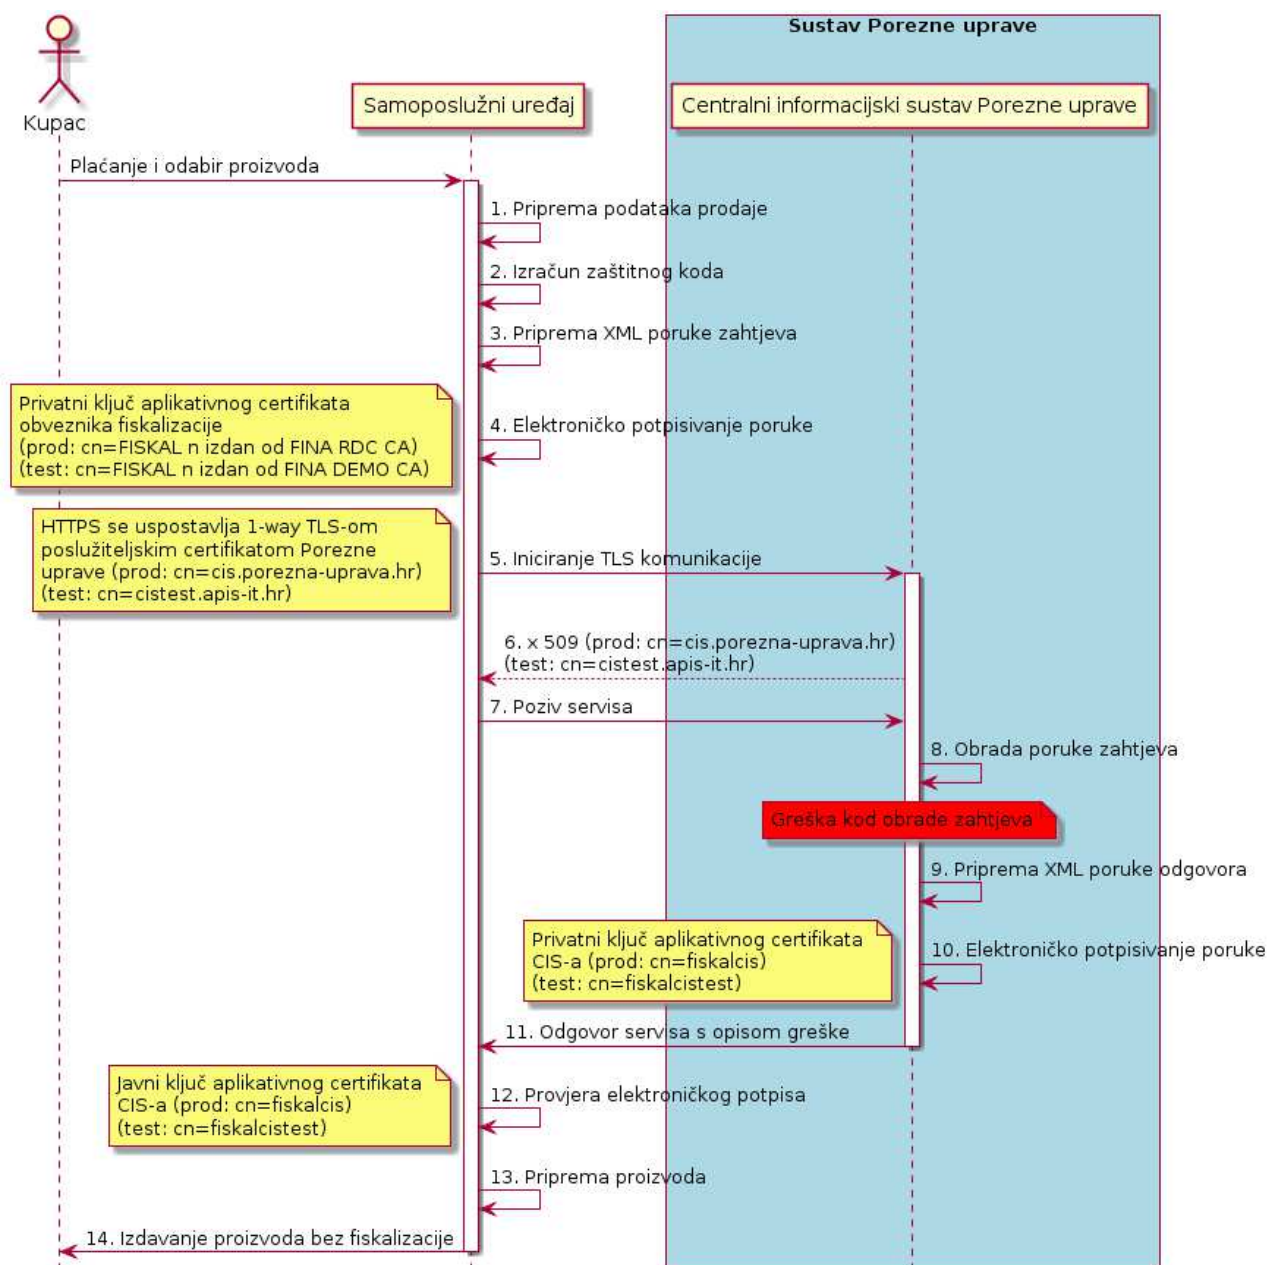 Sustav Porezne uprave
Kupac
Samoposlužni uređaj
Centralni informacijski sustav Porezne uprave
Plaćanje i odabir proizvoda
1. Priprema podataka prodaje
2. Izračun zaštitnog koda
3. Priprema XML poruke zahtjeva
Privatni ključ aplikativnog certifikata
obveznika fiskalizacije
(prod: cn=FISKAL n izdan od FINA RDC CA)
(test: cn=FISKAL n izdan od FINA DEMO CA)
4. Elektroničko potpisivanje poruke
HTTPS se uspostavlja 1-way TLS-om
poslužiteljskim certifikatom Porezne
uprave (prod: cn=cis.porezna-uprava.hr)
(test: cn=cistest.apis-it.hr)
5. Iniciranje TLS komunikacije
6. x 509 (prod: cn=cis.porezna-uprava.hr)
(test: cn=cistest.apis-it.hr)
7. Poziv servisa
8. Obrada poruke zahtjeva
Greška kod obrade zahtjeva
9. Priprema XML poruke odgovora
Privatni ključ aplikativnog certifikata
CIS-a (prod: cn=fiskalcis)
(test: cn=fiskalcistest)
10. Elektroničko potpisivanje poruke
11. Odgovor servisa s opisom greške
Javni ključ aplikativnog certifikata
CIS-a (prod: cn=fiskalcis)
(test: cn=fiskalcistest)
12. Provjera elektroničkog potpisa
13. Priprema proizvoda
14. Izdavanje proizvoda bez fiskalizacije